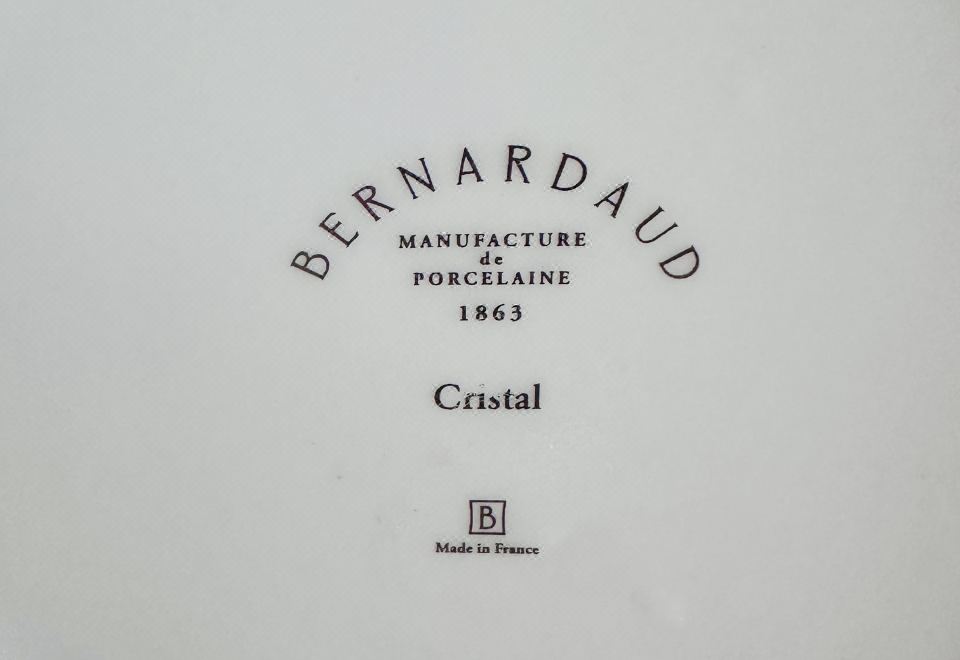 BERNARDAUD
MANUFACTURE
de
PORCELAINE
1863
Cristal
B
Made in France